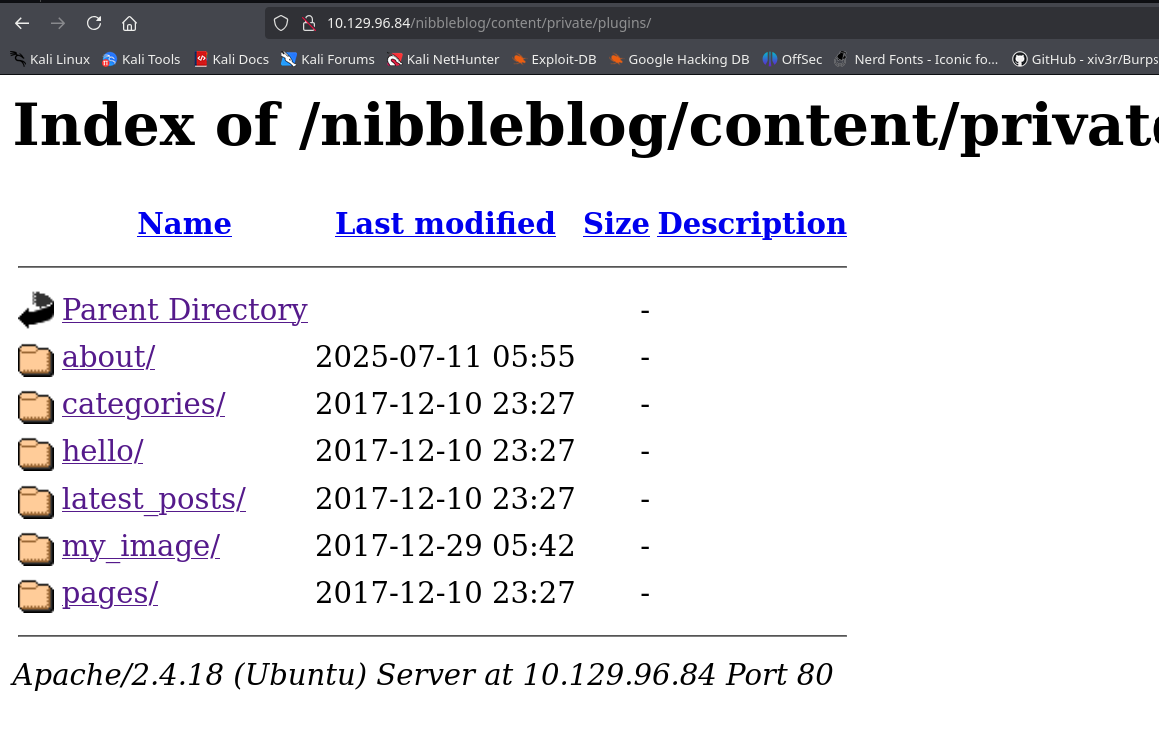 10.129.96.84/nibbleblog/content/private/plugins/
Kali Linux Kali Tools Kali Docs Kali Forums Kali NetHunter Exploit-DB Google Hacking DB OffSec Nerd Fonts - Iconic fo... GitHub - xiv3r/Burps
Index of /nibbleblog/content/private
Name Last modified Size Description
Parent Directory -
about/ 2025-07-11 05:55 -
categories/ 2017-12-10 23:27 -
hello/ 2017-12-10 23:27 -
latest_posts/ 2017-12-10 23:27 -
my_image/ 2017-12-29 05:42 -
pages/ 2017-12-10 23:27 -
Apache/2.4.18 (Ubuntu) Server at 10.129.96.84 Port 80